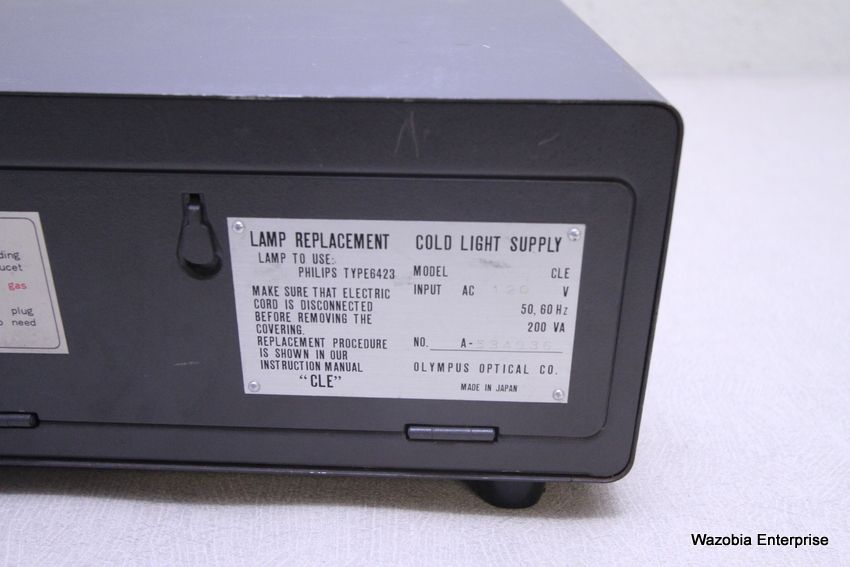 ding
ucet
gas
plug
o need
LAMP REPLACEMENT
LAMP TO USE:
PHILIPS TYPE6423
MAKE SURE THAT ELECTRIC
CORD IS DISCONNECTED
BEFORE REMOVING THE
COVERING.
REPLACEMENT PROCEDURE
IS SHOWN IN OUR
INSTRUCTION MANUAL
"CLE"
COLD LIGHT SUPPLY
MODEL CLE
INPUT AC 120 V
50, 60 Hz
200 VA
NO. A-534935
OLYMPUS OPTICAL CO.
MADE IN JAPAN
Wazobia Enterprise